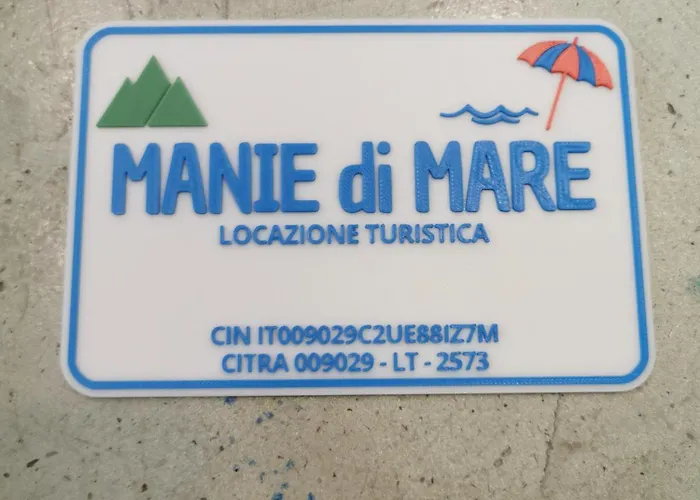 MANIE di MARE
LOCAZIONE TURISTICA
CIN IT009029C2UE88IZ7M
CITRA 009029 - LT - 2573